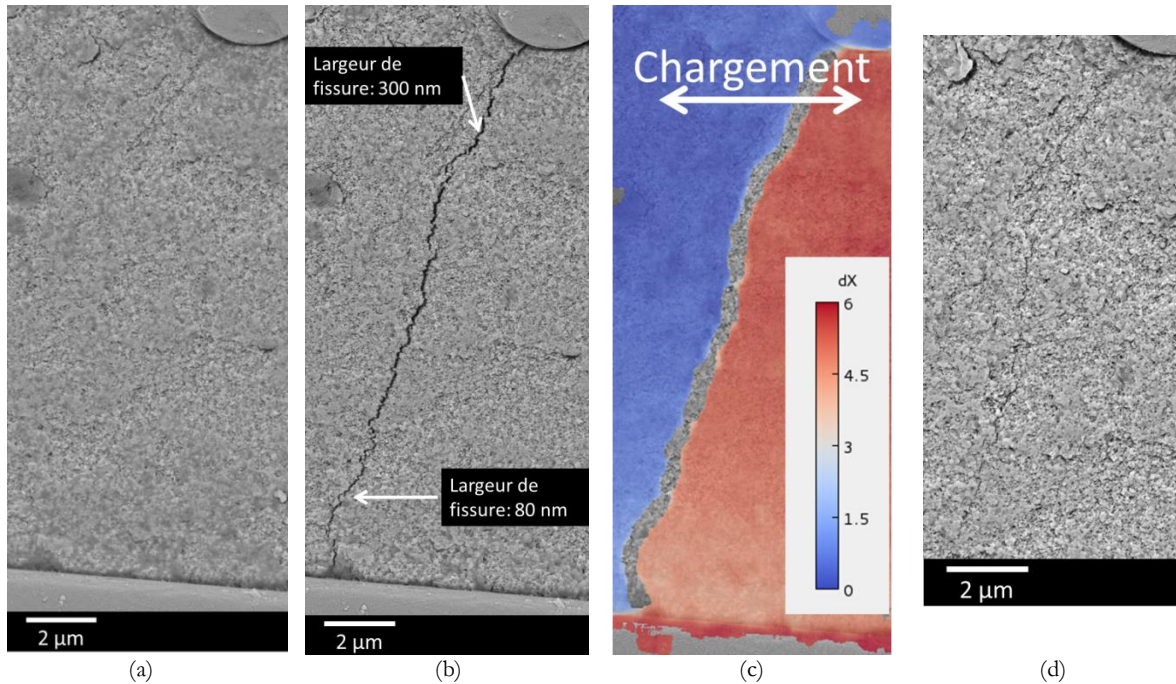 Largeur de
fissure: 300 nm
Largeur de
fissure: 80 nm
Chargement
dX
6
4.5
3
1.5
0
2 µm
2 µm
2 µm
(a)
(b)
(c)
(d)